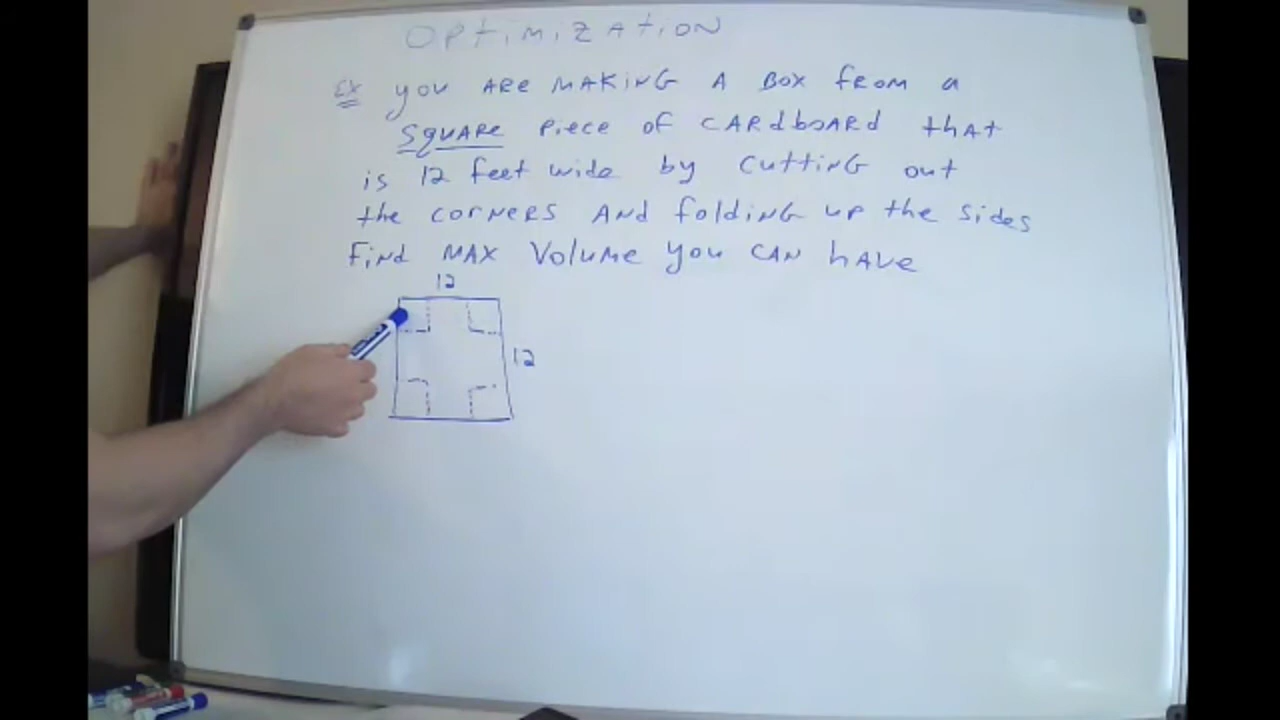 OPtimizAtion
Ex you ARe MAKiNG A Box from a
SquARe Piece of CARdboARd thAt
is 12 feet wide by CuttiNG out
the CoRNeRS ANd foldiNG up the Sides
FiNd MAX Volume you CAN hAve
12
12